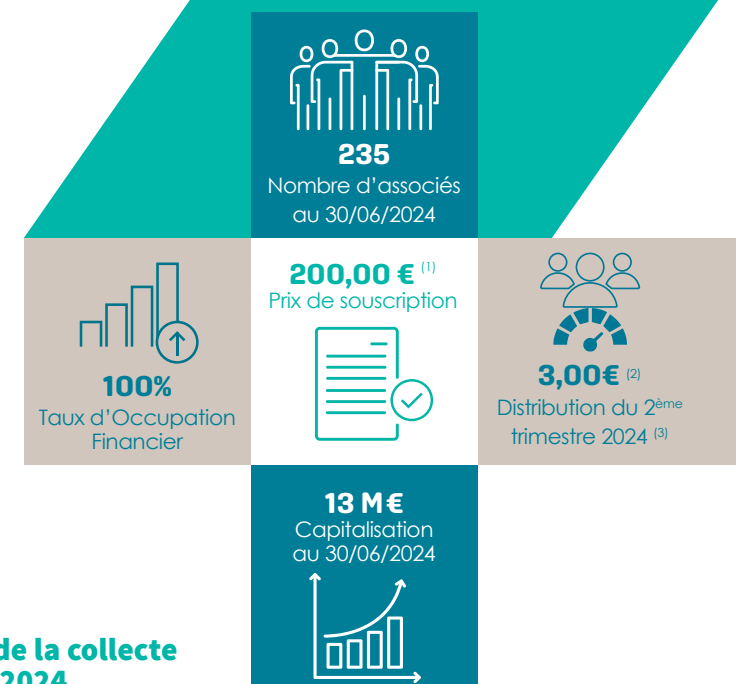 235
Nombre d'associés
au 30/06/2024
200,00 € (1)
Prix de souscription
100%
Taux d'Occupation
Financier
3,00€ (2)
Distribution du 2ème
trimestre 2024 (3)
13 M€
Capitalisation
au 30/06/2024
de la collecte
2024